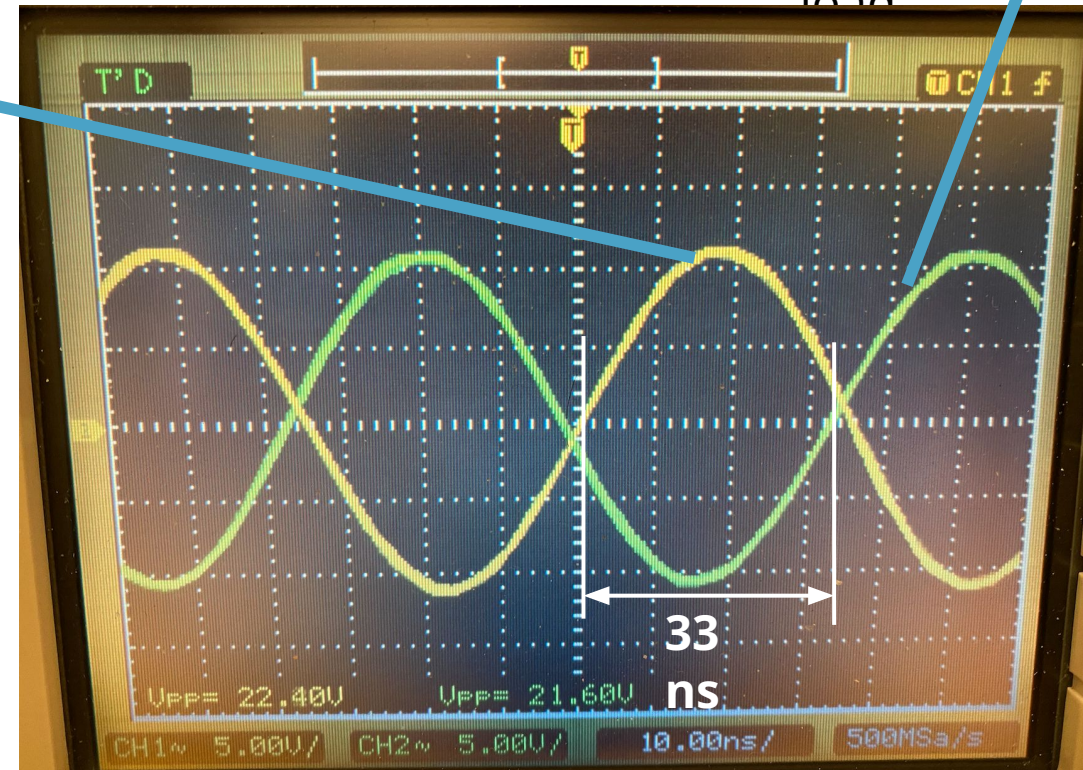 T'D
T
T CH1
T
33
ns
Vpp= 22.40V Vpp= 21.60V
CH1~ 5.00V/ CH2~ 5.00V/ 10.00ns/ 500MSa/s